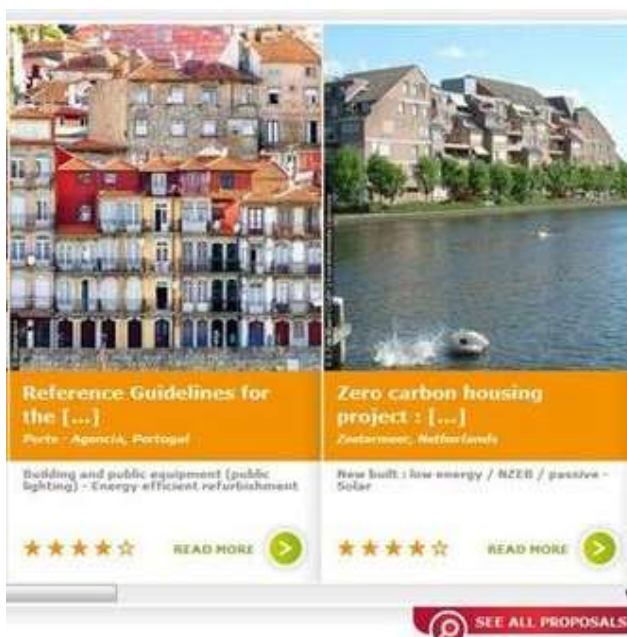 Reference Guidelines for
the [...]
Porto - Agencia, Portugal
Building and public equipment (public
lighting) - Energy efficient refurbishment
READ MORE
Zero carbon housing
project : [...]
Zoetermeer, Netherlands
New built : low energy / NZEB / passive -
Solar
READ MORE
SEE ALL PROPOSALS